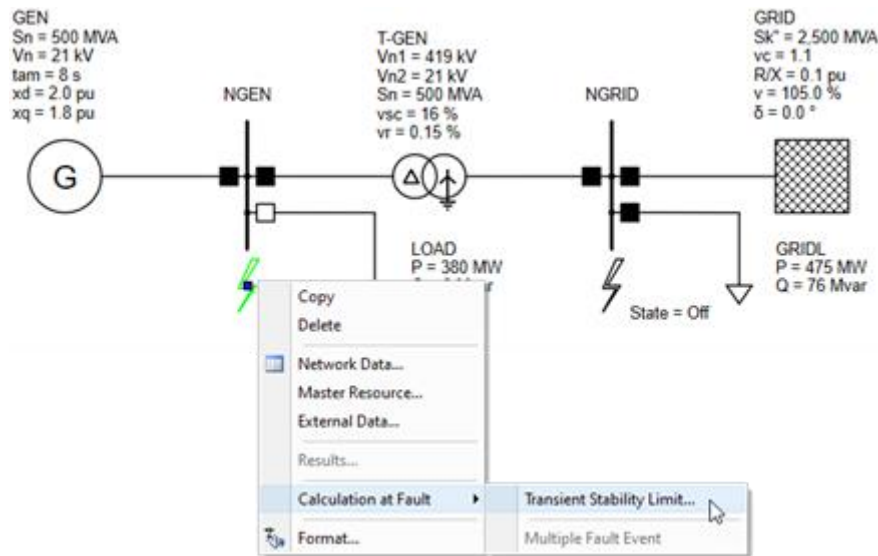 GEN
Sn = 500 MVA
Vn = 21 kV
tam = 8 s
xd = 2.0 pu
xq = 1.8 pu
G
NGEN
T-GEN
Vn1 = 419 kV
Vn2 = 21 kV
Sn = 500 MVA
vsc = 16 %
vr = 0.15 %
NGRID
GRID
Sk" = 2,500 MVA
vc = 1.1
R/X = 0.1 pu
v = 105.0 %
δ = 0.0 °
LOAD
P = 380 MW
GRIDL
P = 475 MW
Q = 76 Mvar
State = Off
Copy
Delete
Network Data...
Master Resource...
External Data...
Results...
Calculation at Fault
Transient Stability Limit...
Multiple Fault Event
Format...